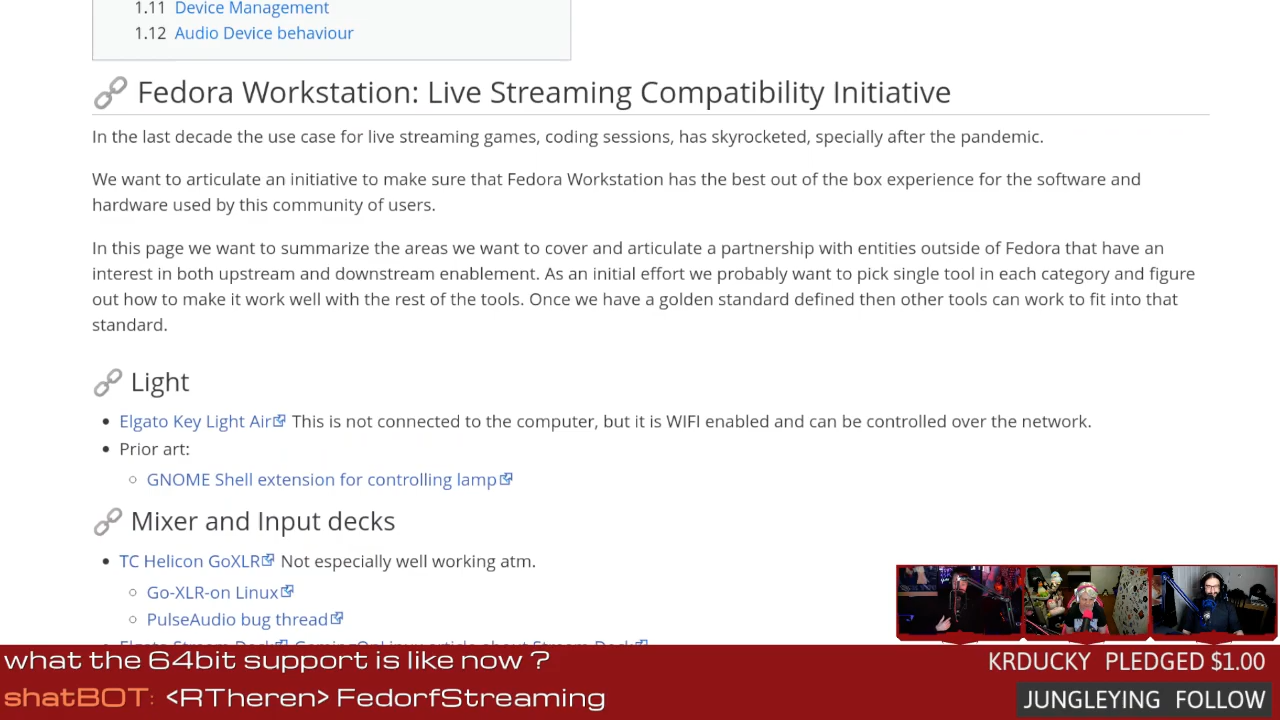 1.11 Device Management
1.12 Audio Device behaviour
Fedora Workstation: Live Streaming Compatibility Initiative
In the last decade the use case for live streaming games, coding sessions, has skyrocketed, specially after the pandemic.
We want to articulate an initiative to make sure that Fedora Workstation has the best out of the box experience for the software and
hardware used by this community of users.
In this page we want to summarize the areas we want to cover and articulate a partnership with entities outside of Fedora that have an
interest in both upstream and downstream enablement. As an initial effort we probably want to pick single tool in each category and figure
out how to make it work well with the rest of the tools. Once we have a golden standard defined then other tools can work to fit into that
standard.
Light
Elgato Key Light Air This is not connected to the computer, but it is WIFI enabled and can be controlled over the network.
Prior art:
GNOME Shell extension for controlling lamp
Mixer and Input decks
TC Helicon GoXLR Not especially well working atm.
Go-XLR-on Linux
PulseAudio bug thread
Elgato Stream Deck GamingOnLinux article about Stream Deck
what the 64bit support is like now ?
KRDUCKY PLEDGED $1.00
shatBOT: <RTheren> FedorfStreaming
JUNGLEYING FOLLOW